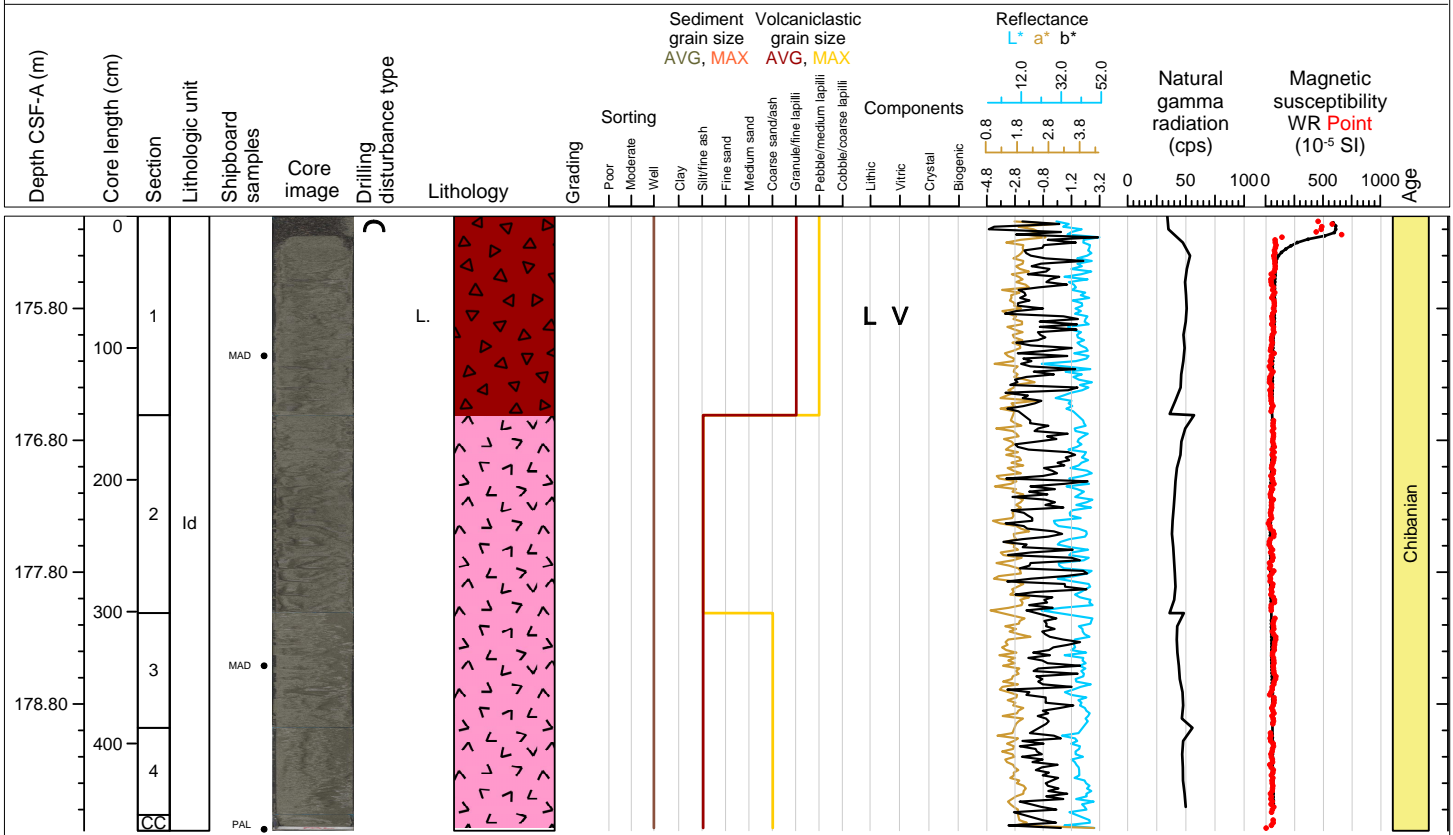 Depth CSF-A (m)
Core length (cm)
Section
Lithologic unit
Shipboard
samples
Core
image
Drilling
disturbance type
Lithology
Grading
Sorting
Poor
Moderate
Well
Sediment
grain size
AVG, MAX
Volcaniclastic
grain size
AVG, MAX
Clay
Silt/fine ash
Fine sand
Medium sand
Coarse sand/ash
Granule/fine lapilli
Pebble/medium lapilli
Cobble/coarse lapilli
Components
Lithic
Vitric
Crystal
Biogenic
Reflectance
L* a* b*
12.0 32.0 52.0
0.8 1.8 2.8 3.8
-4.8 -2.8 -0.8 1.2 3.2
Natural
gamma
radiation
(cps)
0 50 100
Magnetic
susceptibility
WR Point
(10⁻⁵ SI)
0 500 1000
Age
0
175.80
1
L.
L V
100
MAD
176.80
200
2
Id
Chibanian
177.80
300
3
MAD
178.80
400
4
CC
PAL